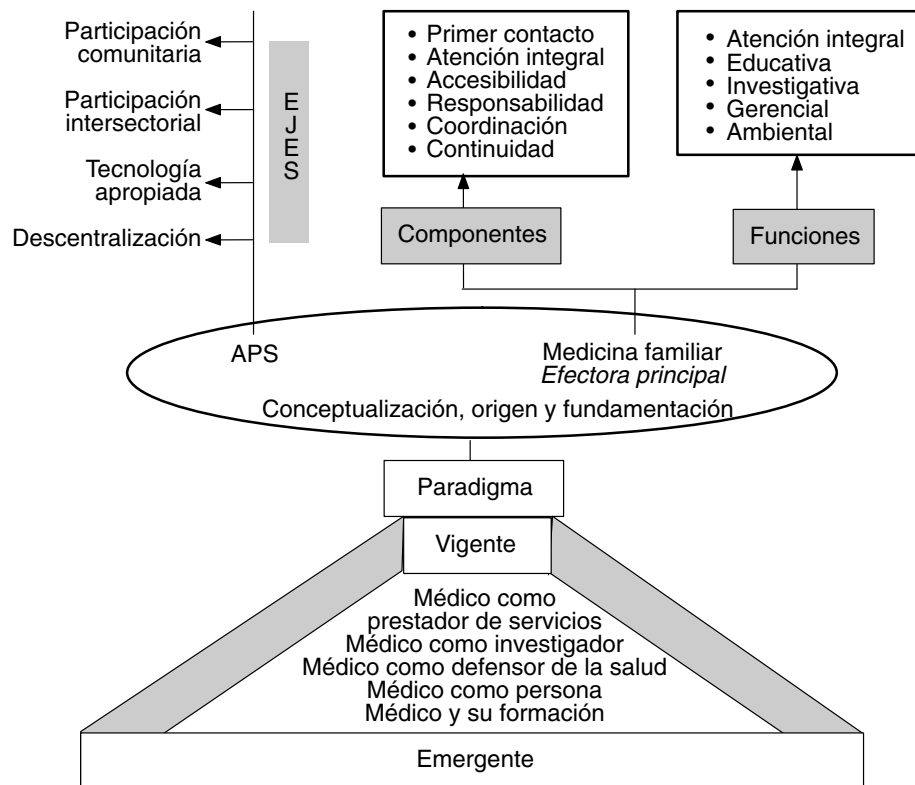 Participación
comunitaria
Participación
intersectorial
Tecnología
apropiada
Descentralización
E
J
E
S
• Primer contacto
• Atención integral
• Accesibilidad
• Responsabilidad
• Coordinación
• Continuidad
• Atención integral
• Educativa
• Investigativa
• Gerencial
• Ambiental
Componentes
Funciones
APS
Medicina familiar
Efectora principal
Conceptualización, origen y fundamentación
Paradigma
Vigente
Médico como
prestador de servicios
Médico como investigador
Médico como defensor de la salud
Médico como persona
Médico y su formación
Emergente